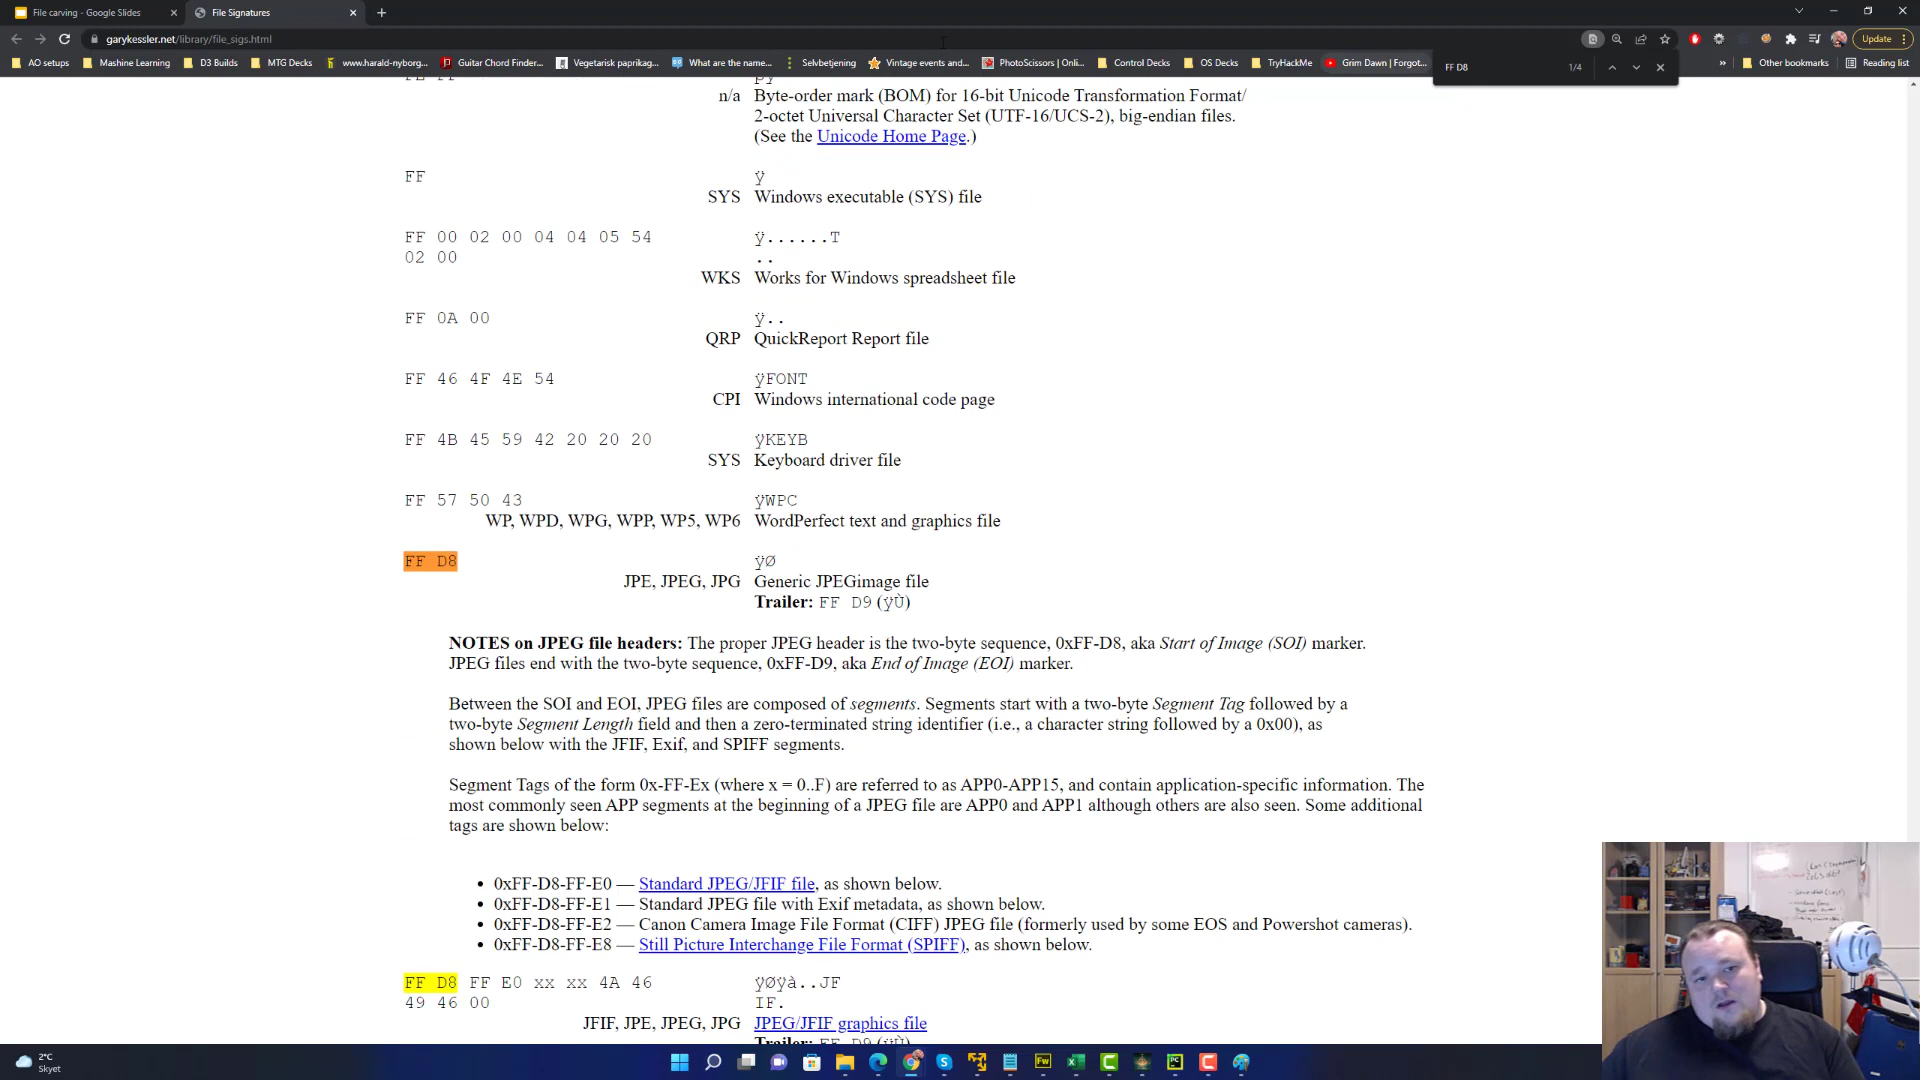 File carving - Google Slides
File Signatures
garykessler.net/library/file_sigs.html
Update
AO setups
Mashine Learning
D3 Builds
MTG Decks
www.harald-nyborg...
Guitar Chord Finder...
Vegetarisk paprikag...
What are the name...
Selvbetjening
Vintage events and...
PhotoScissors | Onli...
Control Decks
OS Decks
TryHackMe
Grim Dawn | Forgot...
FF D8
1/4
»
Other bookmarks
Reading list
n/a Byte-order mark (BOM) for 16-bit Unicode Transformation Format/
2-octet Universal Character Set (UTF-16/UCS-2), big-endian files.
(See the Unicode Home Page.)
FF ÿ
SYS Windows executable (SYS) file
FF 00 02 00 04 04 05 54 ÿ......T
02 00 ..
WKS Works for Windows spreadsheet file
FF 0A 00 ÿ..
QRP QuickReport Report file
FF 46 4F 4E 54 ÿFONT
CPI Windows international code page
FF 4B 45 59 42 20 20 20 ÿKEYB
SYS Keyboard driver file
FF 57 50 43 ÿWPC
WP, WPD, WPG, WPP, WP5, WP6 WordPerfect text and graphics file
FF D8 ÿØ
JPE, JPEG, JPG Generic JPEGimage file
Trailer: FF D9 (ÿÙ)
NOTES on JPEG file headers: The proper JPEG header is the two-byte sequence, 0xFF-D8, aka Start of Image (SOI) marker.
JPEG files end with the two-byte sequence, 0xFF-D9, aka End of Image (EOI) marker.
Between the SOI and EOI, JPEG files are composed of segments. Segments start with a two-byte Segment Tag followed by a
two-byte Segment Length field and then a zero-terminated string identifier (i.e., a character string followed by a 0x00), as
shown below with the JFIF, Exif, and SPIFF segments.
Segment Tags of the form 0x-FF-Ex (where x = 0..F) are referred to as APP0-APP15, and contain application-specific information. The
most commonly seen APP segments at the beginning of a JPEG file are APP0 and APP1 although others are also seen. Some additional
tags are shown below:
• 0xFF-D8-FF-E0 — Standard JPEG/JFIF file, as shown below.
• 0xFF-D8-FF-E1 — Standard JPEG file with Exif metadata, as shown below.
• 0xFF-D8-FF-E2 — Canon Camera Image File Format (CIFF) JPEG file (formerly used by some EOS and Powershot cameras).
• 0xFF-D8-FF-E8 — Still Picture Interchange File Format (SPIFF), as shown below.
FF D8 FF E0 xx xx 4A 46 ÿØÿà..JF
49 46 00 IF.
JFIF, JPE, JPEG, JPG JPEG/JFIF graphics file
Trailer: FF D9 (ÿÙ)
2°C
Skyet